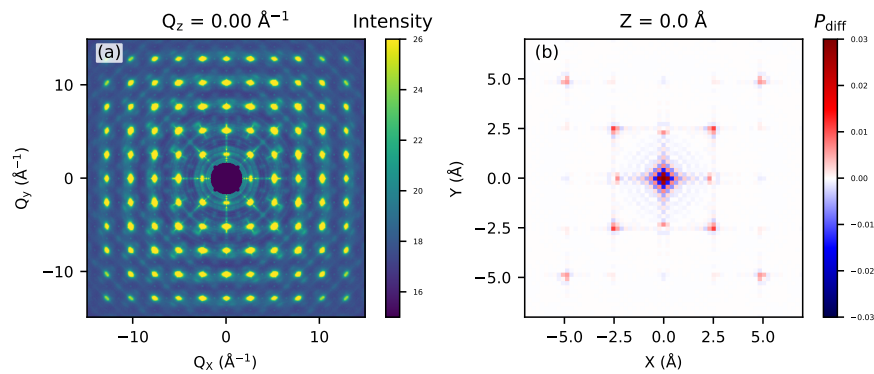 Q_z = 0.00 Å⁻¹
Intensity
(a)
26
24
22
20
18
16
10
0
−10
Q_y (Å⁻¹)
−10
0
10
Q_X (Å⁻¹)
Z = 0.0 Å
P_diff
(b)
0.03
0.02
0.01
0.00
−0.01
−0.02
−0.03
5.0
2.5
0.0
−2.5
−5.0
Y (Å)
−5.0
−2.5
0.0
2.5
5.0
X (Å)